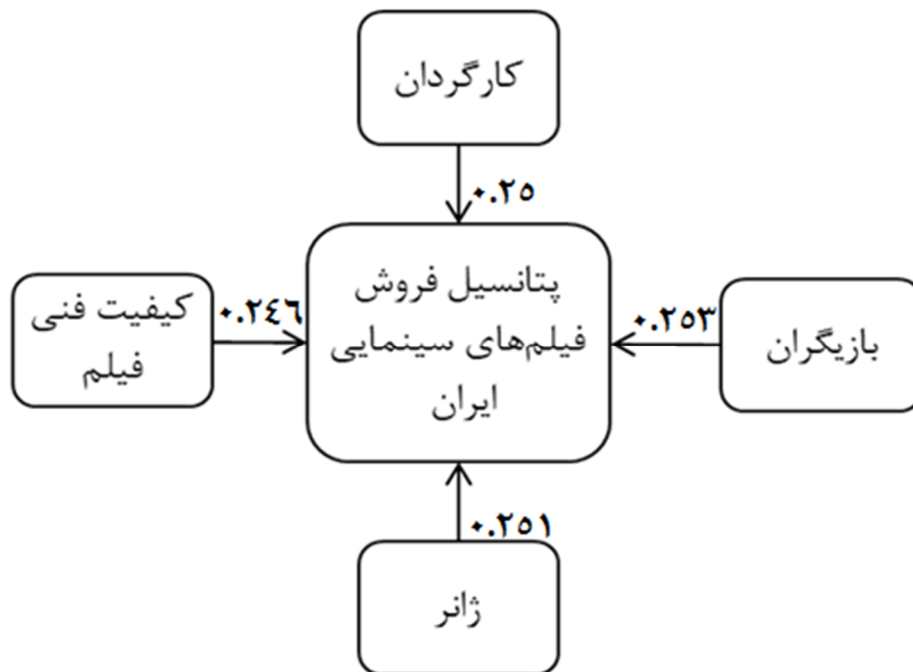 کارگردان
۰.۲۵
پتانسیل فروش
فیلم‌های سینمایی
ایران
بازیگران
۰.۲۵۳
کیفیت فنی
فیلم
۰.۲٤٦
۰.۲۵۱
ژانر